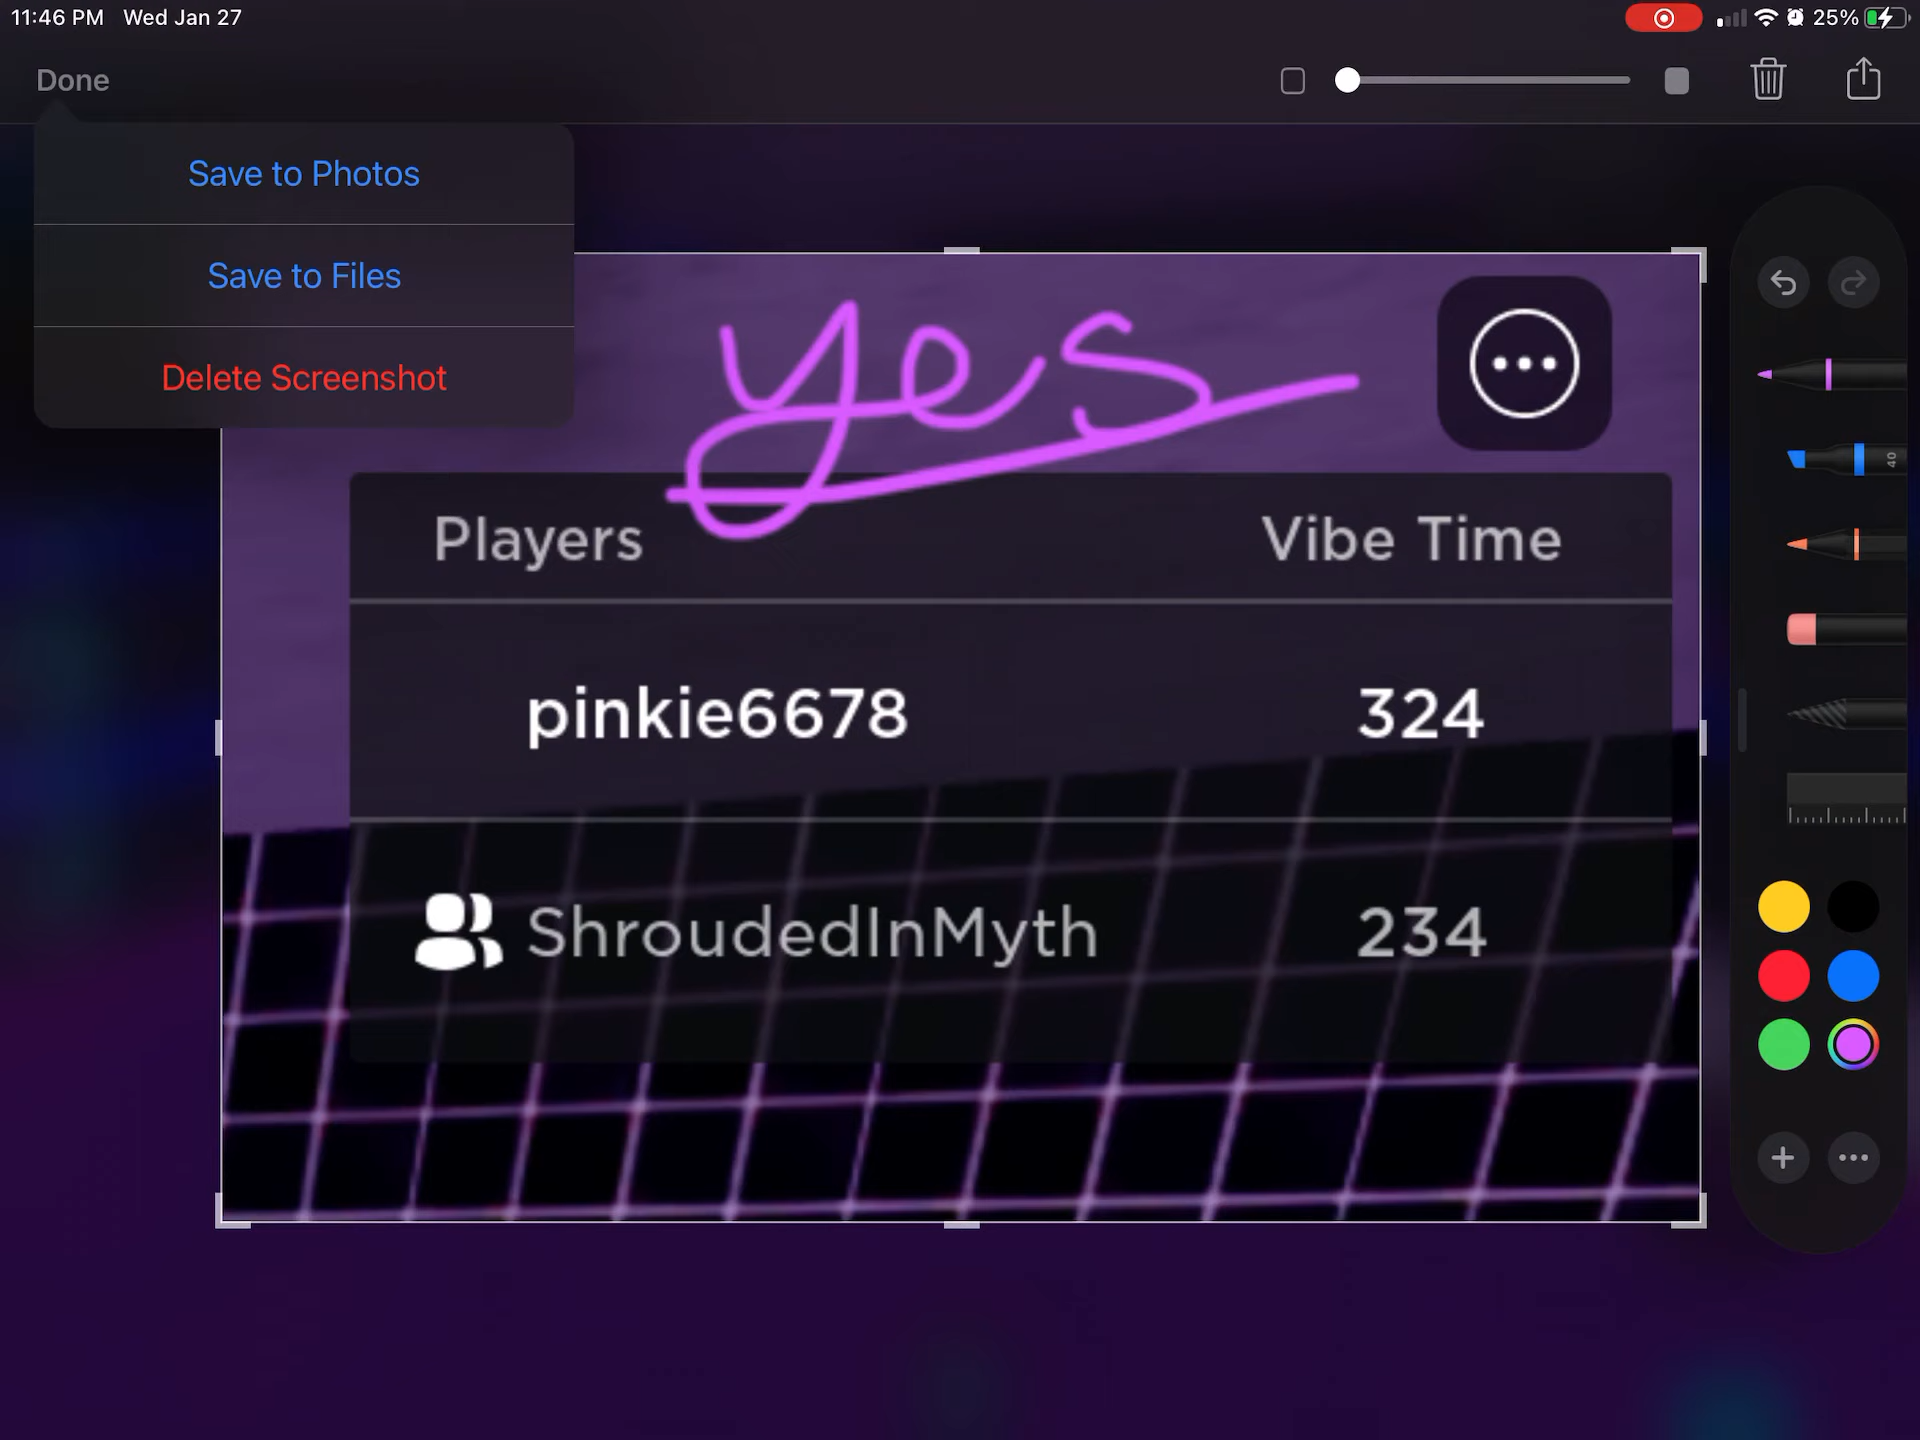 11:46 PM Wed Jan 27
25%
Done
Save to Photos
Save to Files
Delete Screenshot
yes
Players Vibe Time
pinkie6678 324
ShroudedInMyth 234
40